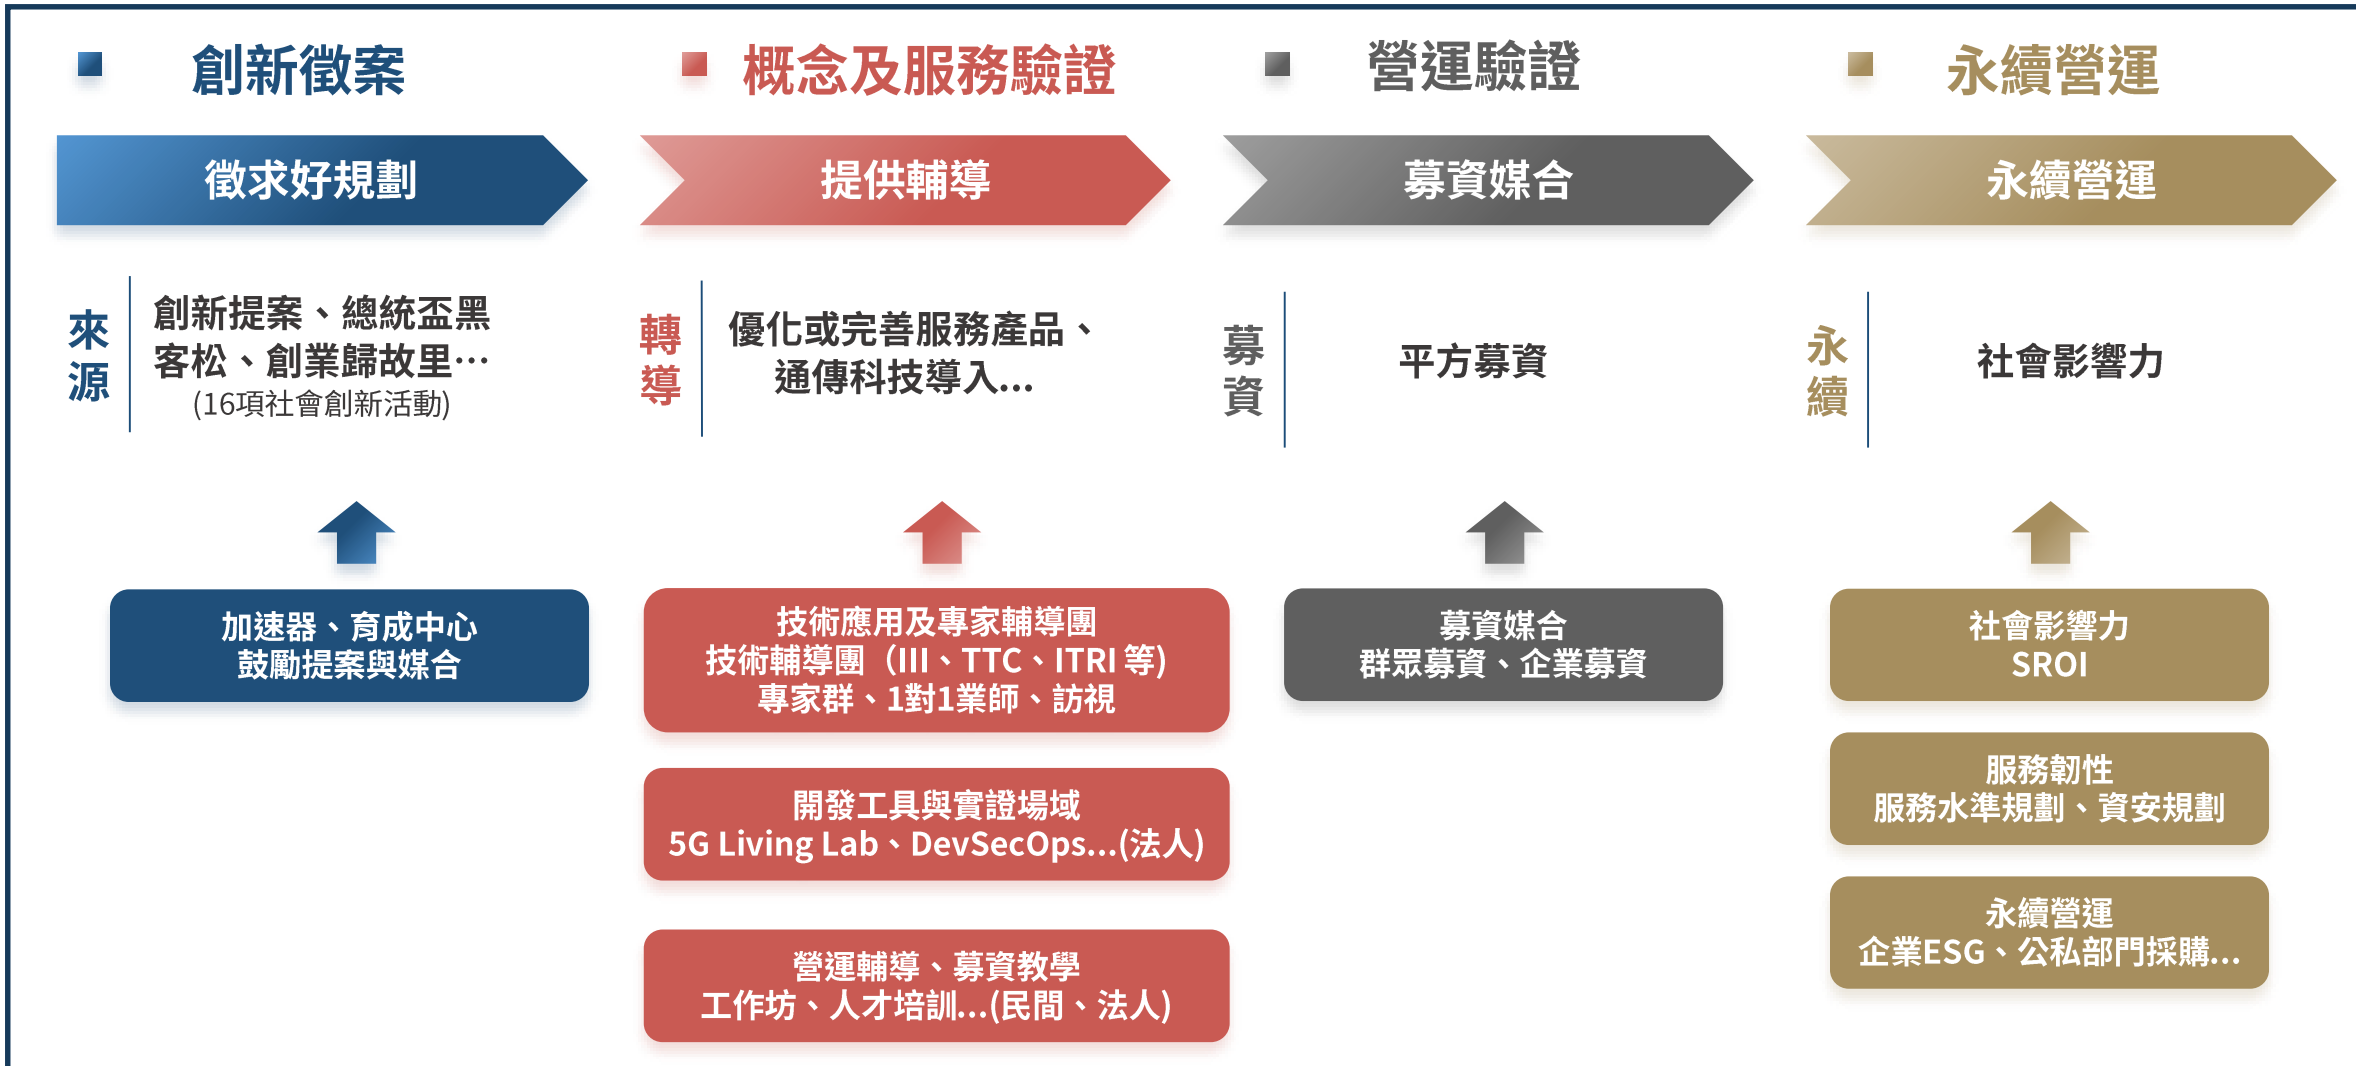 創新徵案
徵求好規劃
來源
創新提案、總統盃黑
客松、創業歸故里…
(16項社會創新活動)
加速器、育成中心
鼓勵提案與媒合
概念及服務驗證
提供輔導
轉導
優化或完善服務產品、
通傳科技導入...
技術應用及專家輔導團
技術輔導團（III、TTC、ITRI 等)
專家群、1對1業師、訪視
開發工具與實證場域
5G Living Lab、DevSecOps...(法人)
營運輔導、募資教學
工作坊、人才培訓...(民間、法人)
營運驗證
募資媒合
募資
平方募資
募資媒合
群眾募資、企業募資
永續營運
永續營運
永續
社會影響力
社會影響力
SROI
服務韌性
服務水準規劃、資安規劃
永續營運
企業ESG、公私部門採購...